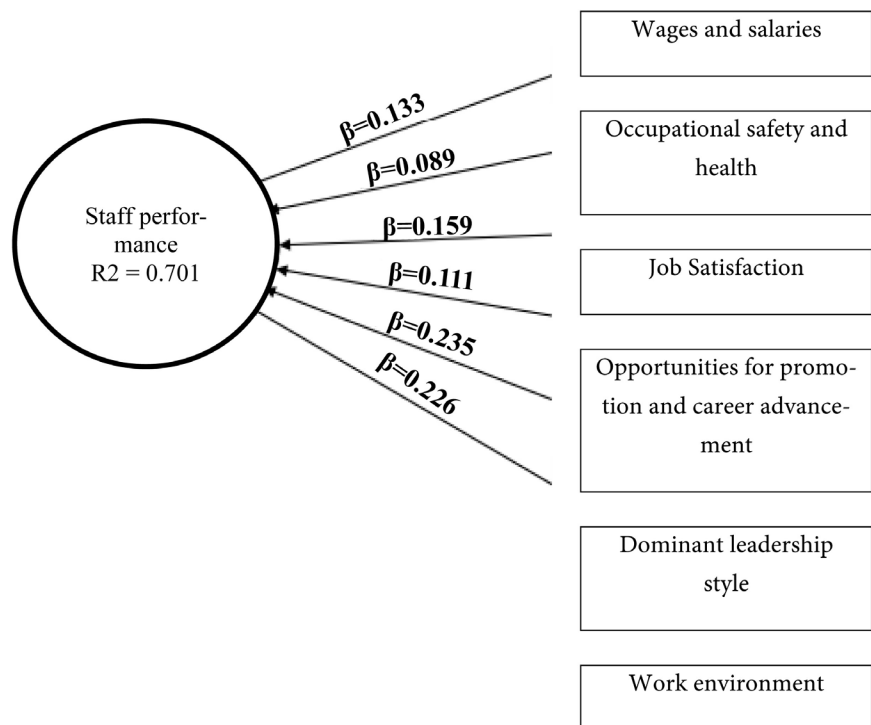 Wages and salaries
β=0.133
Occupational safety and
health
β=0.089
β=0.159
Staff perfor-
mance
R2 = 0.701
Job Satisfaction
β=0.111
β=0.235
β=0.226
Opportunities for promo-
tion and career advance-
ment
Dominant leadership
style
Work environment